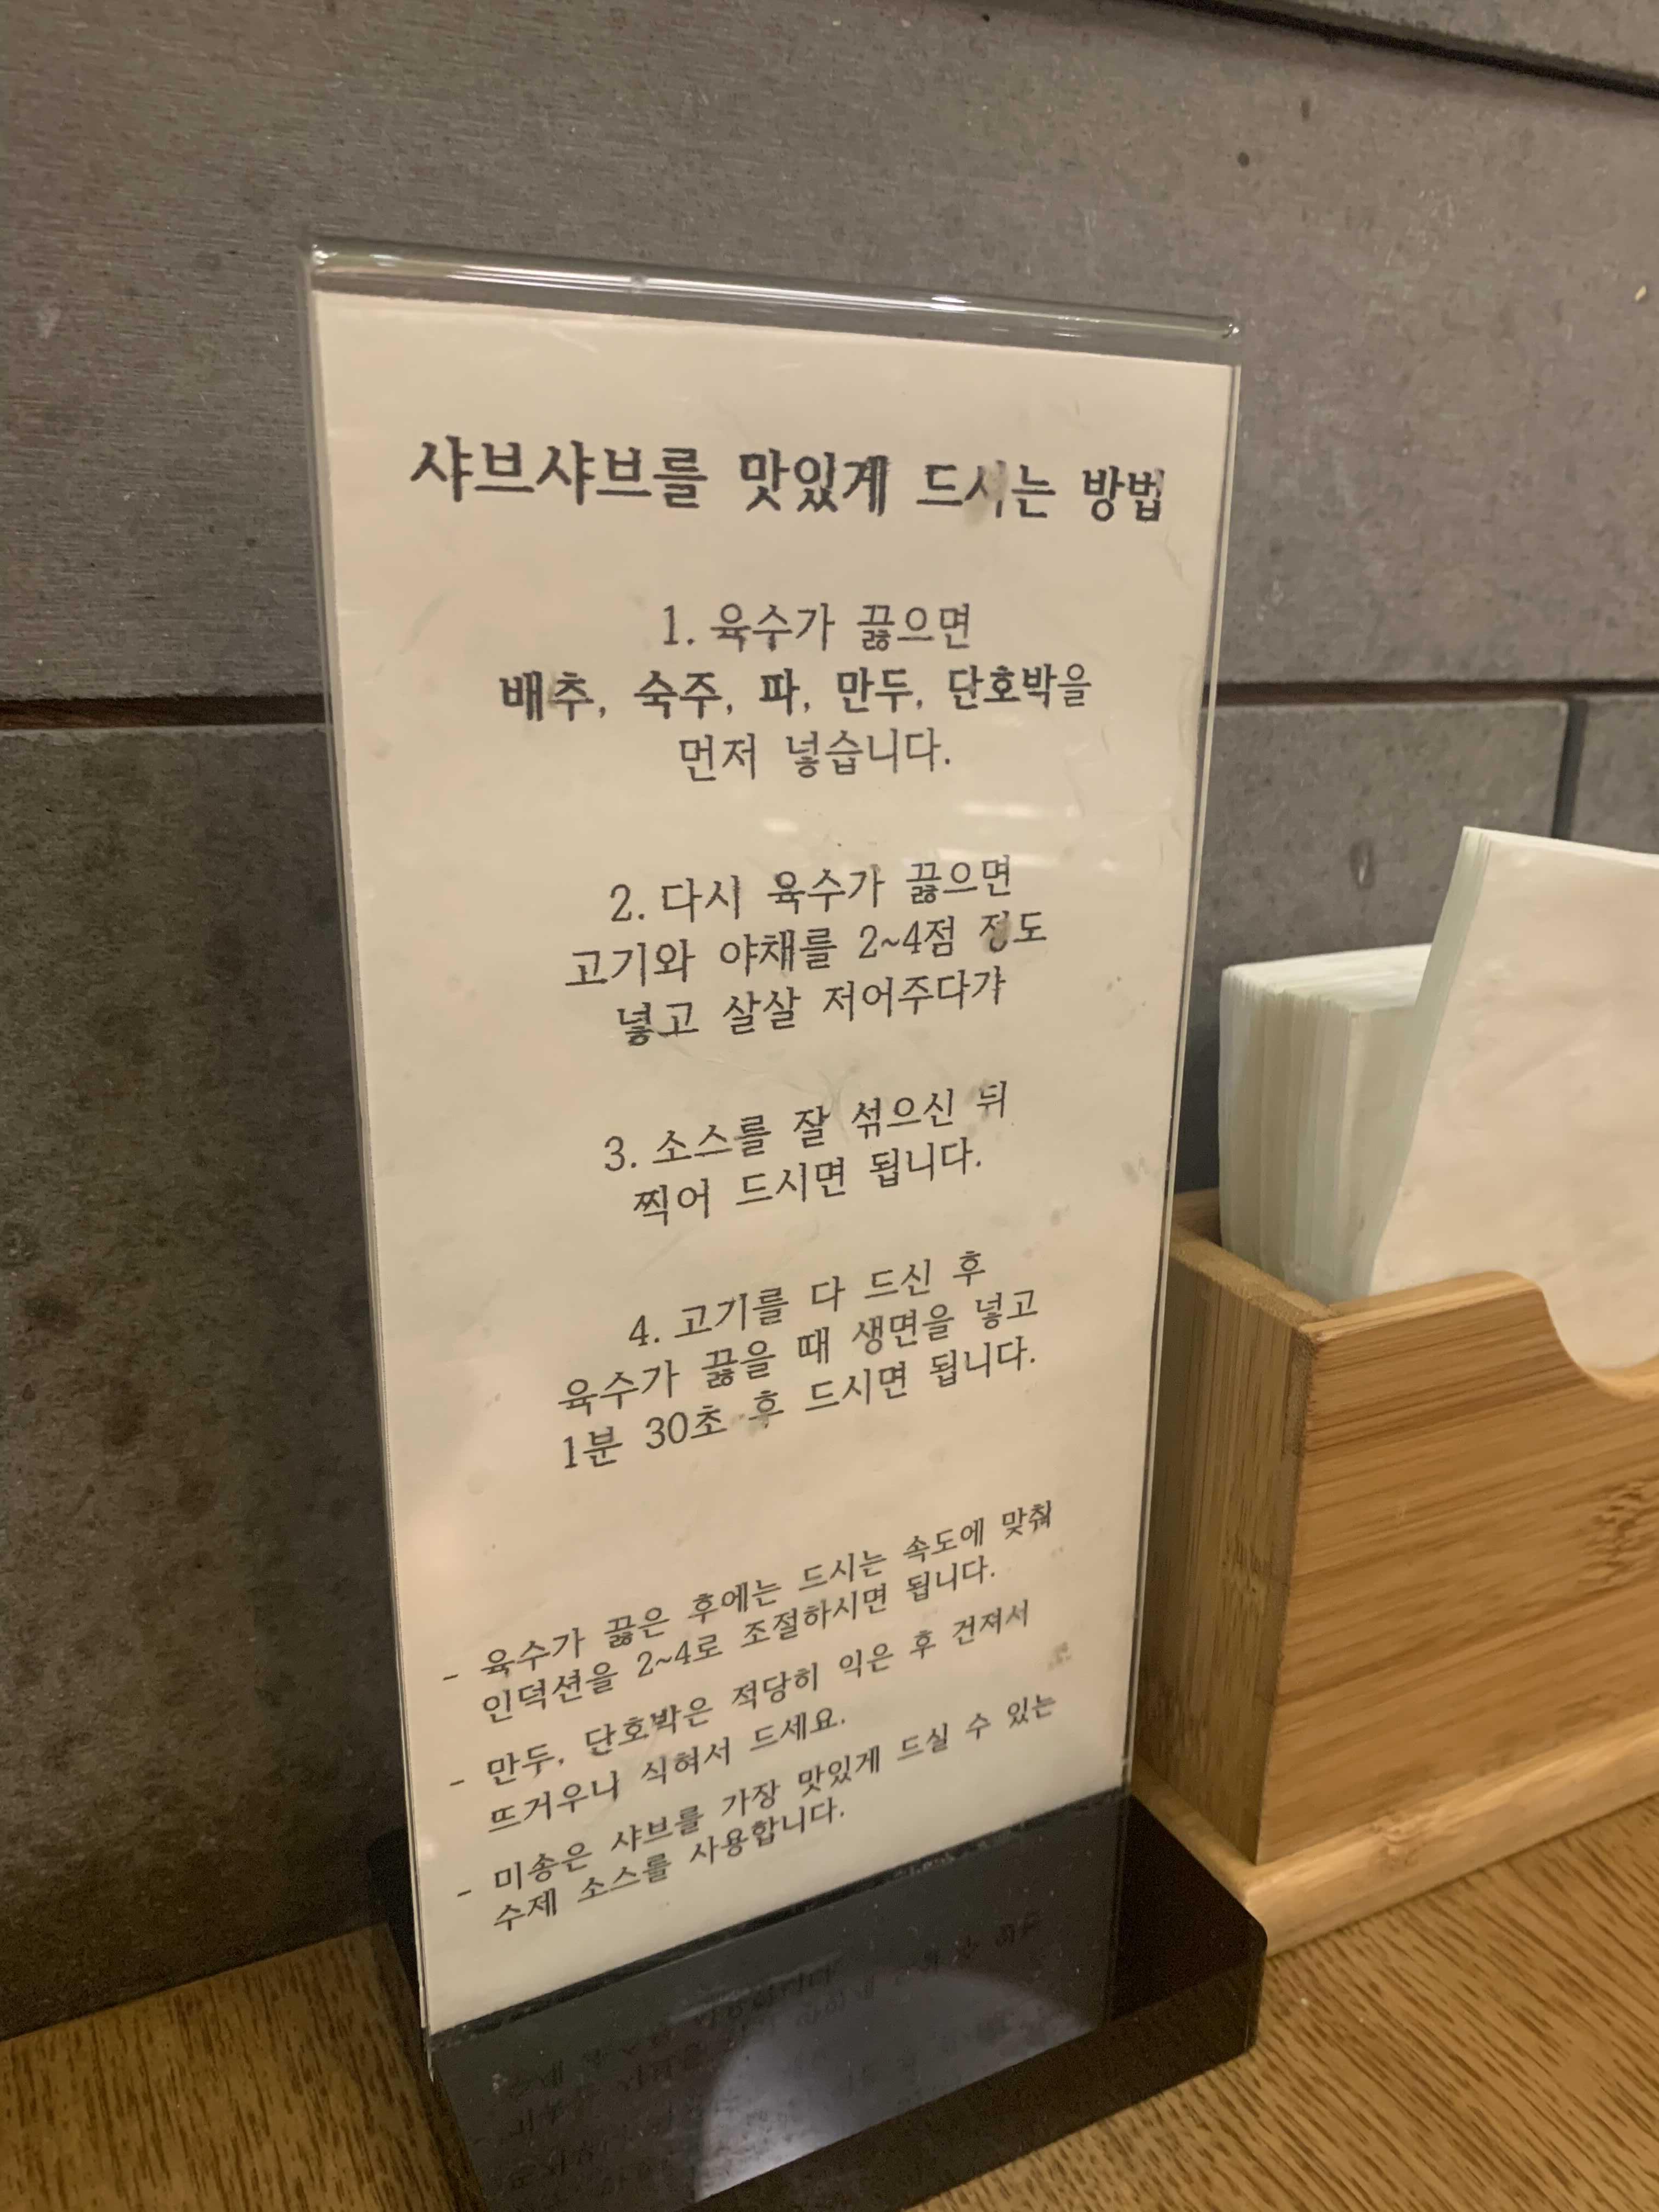 샤브샤브를 맛있게 드시는 방법
1. 육수가 끓으면
배추, 숙주, 파, 만두, 단호박을
먼저 넣습니다.
2. 다시 육수가 끓으면
고기와 야채를 2~4점 정도
넣고 살살 저어주다가
3. 소스를 잘 섞으신 뒤
찍어 드시면 됩니다.
4. 고기를 다 드신 후
육수가 끓을 때 생면을 넣고
1분 30초 후 드시면 됩니다.
- 육수가 끓은 후에는 드시는 속도에 맞춰
인덕션을 2~4로 조절하시면 됩니다.
- 만두, 단호박은 적당히 익은 후 건져서
뜨거우니 식혀서 드세요.
- 미송은 샤브를 가장 맛있게 드실 수 있는
수제 소스를 사용합니다.